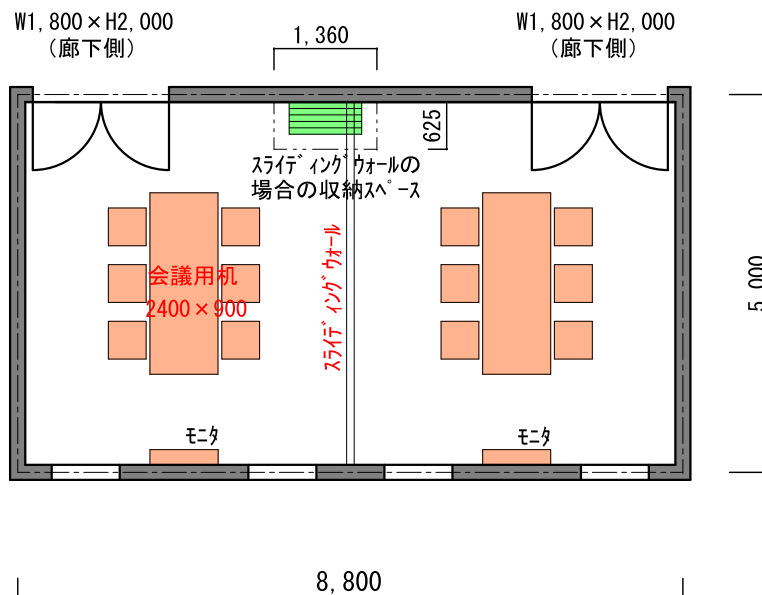 W1,800×H2,000
(廊下側)
1,360
W1,800×H2,000
(廊下側)
625
ｽﾗｲﾃﾞｨﾝｸﾞｳｫｰﾙの
場合の収納ｽﾍﾟｰｽ
ｽﾗｲﾃﾞｨﾝｸﾞｳｫｰﾙ
会議用机
2400×900
5,000
ﾓﾆﾀ
ﾓﾆﾀ
8,800